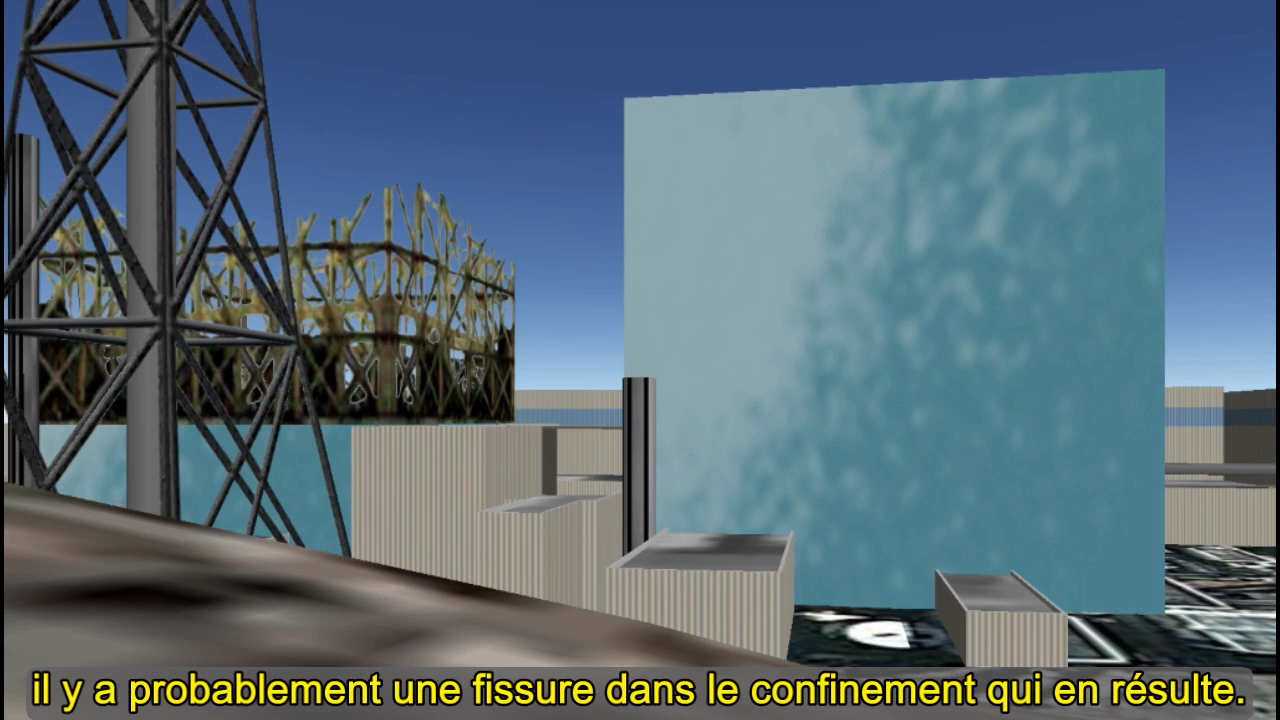 il y a probablement une fissure dans le confinement qui en résulte.